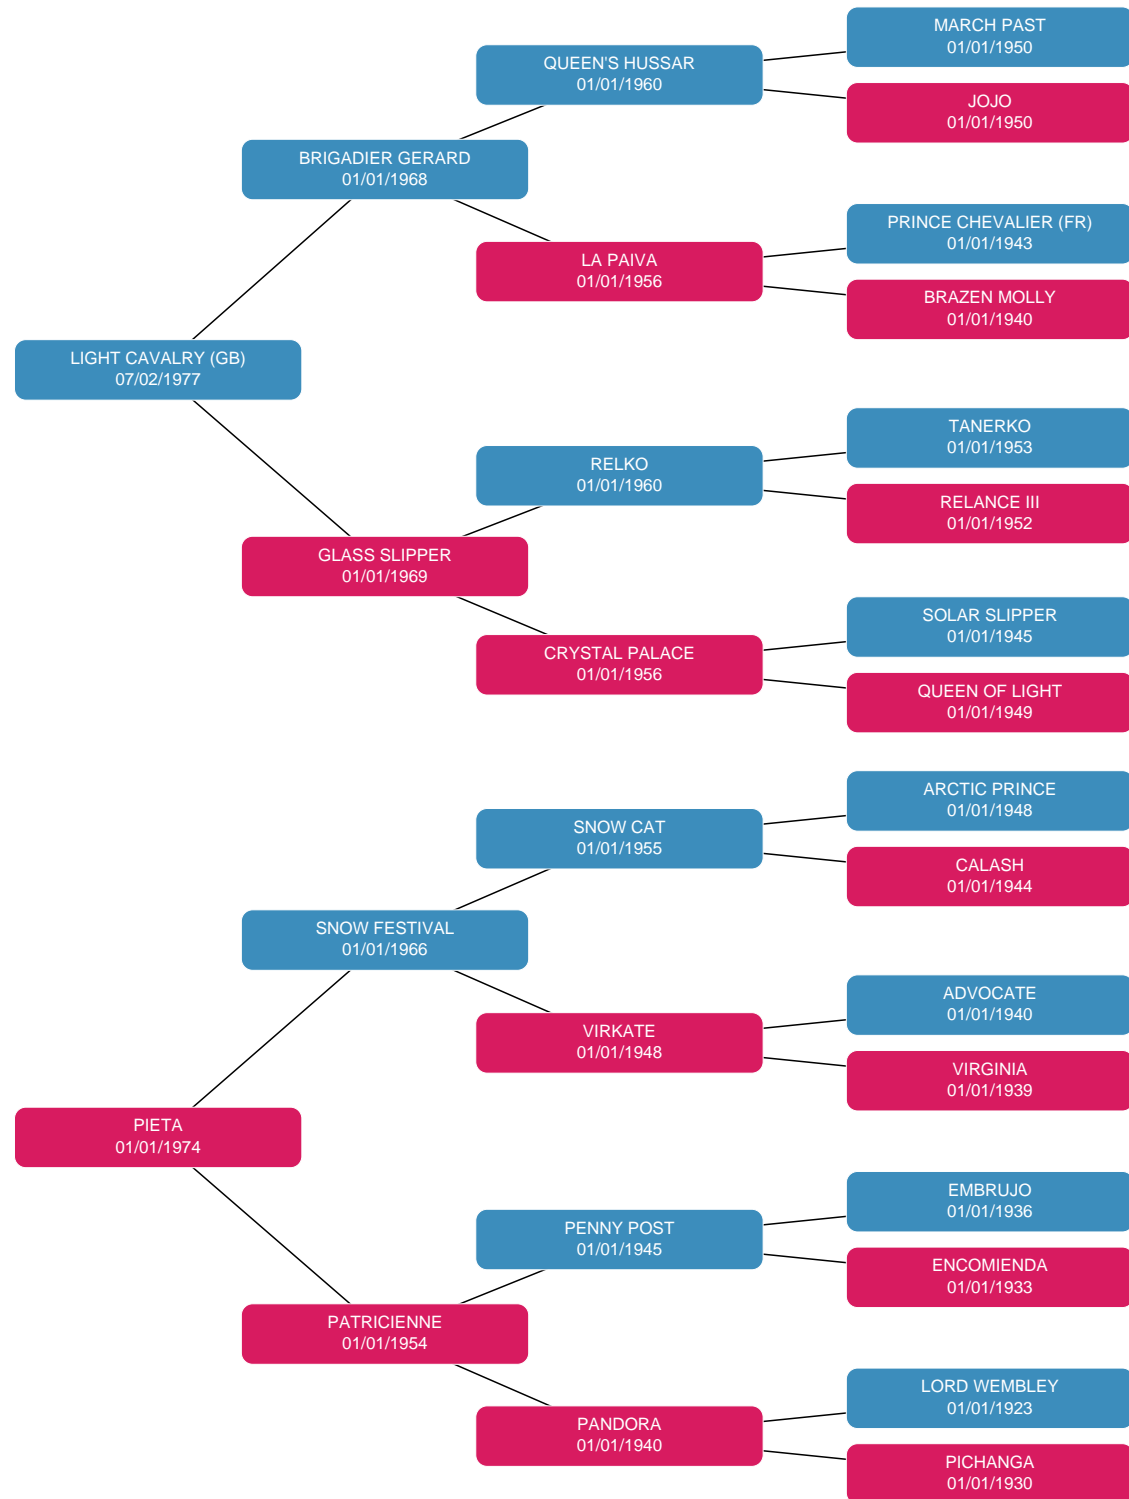 MARCH PAST
01/01/1950
QUEEN'S HUSSAR
01/01/1960
JOJO
01/01/1950
BRIGADIER GERARD
01/01/1968
PRINCE CHEVALIER (FR)
01/01/1943
LA PAIVA
01/01/1956
BRAZEN MOLLY
01/01/1940
LIGHT CAVALRY (GB)
07/02/1977
TANERKO
01/01/1953
RELKO
01/01/1960
RELANCE III
01/01/1952
GLASS SLIPPER
01/01/1969
SOLAR SLIPPER
01/01/1945
CRYSTAL PALACE
01/01/1956
QUEEN OF LIGHT
01/01/1949
ARCTIC PRINCE
01/01/1948
SNOW CAT
01/01/1955
CALASH
01/01/1944
SNOW FESTIVAL
01/01/1966
ADVOCATE
01/01/1940
VIRKATE
01/01/1948
VIRGINIA
01/01/1939
PIETA
01/01/1974
EMBRUJO
01/01/1936
PENNY POST
01/01/1945
ENCOMIENDA
01/01/1933
PATRICIENNE
01/01/1954
LORD WEMBLEY
01/01/1923
PANDORA
01/01/1940
PICHANGA
01/01/1930